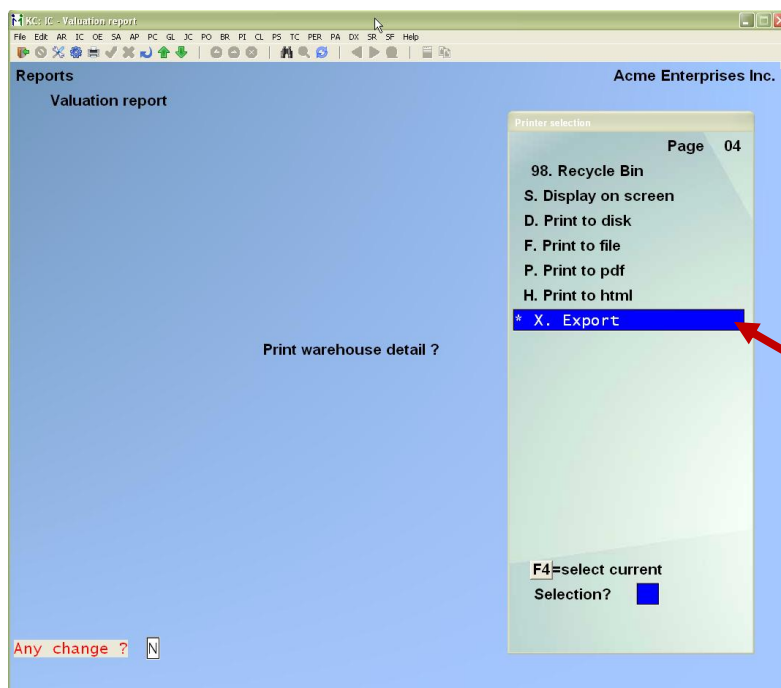 KC: IC - Valuation report
File Edit AR IC OE SA AP PC GL JC PO BR PI CL PS TC PER PA DX SR SF Help
Reports
Acme Enterprises Inc.
Valuation report
Printer selection
Page 04
98. Recycle Bin
S. Display on screen
D. Print to disk
F. Print to file
P. Print to pdf
H. Print to html
* X. Export
Print warehouse detail ?
F4=select current
Selection?
Any change ? N